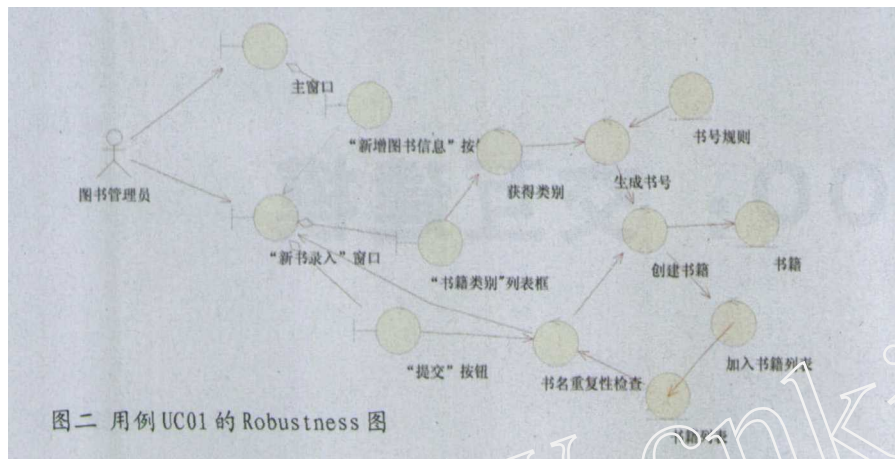 主窗口
“新增图书信息”按
书号规则
图书管理员
获得类别
生成书号
“新书录入”窗口
“书籍类别”列表框
创建书籍
书籍
“提交”按钮
书名重复性检查
加入书籍列表
书籍列表
图二 用例UC01的Robustness图